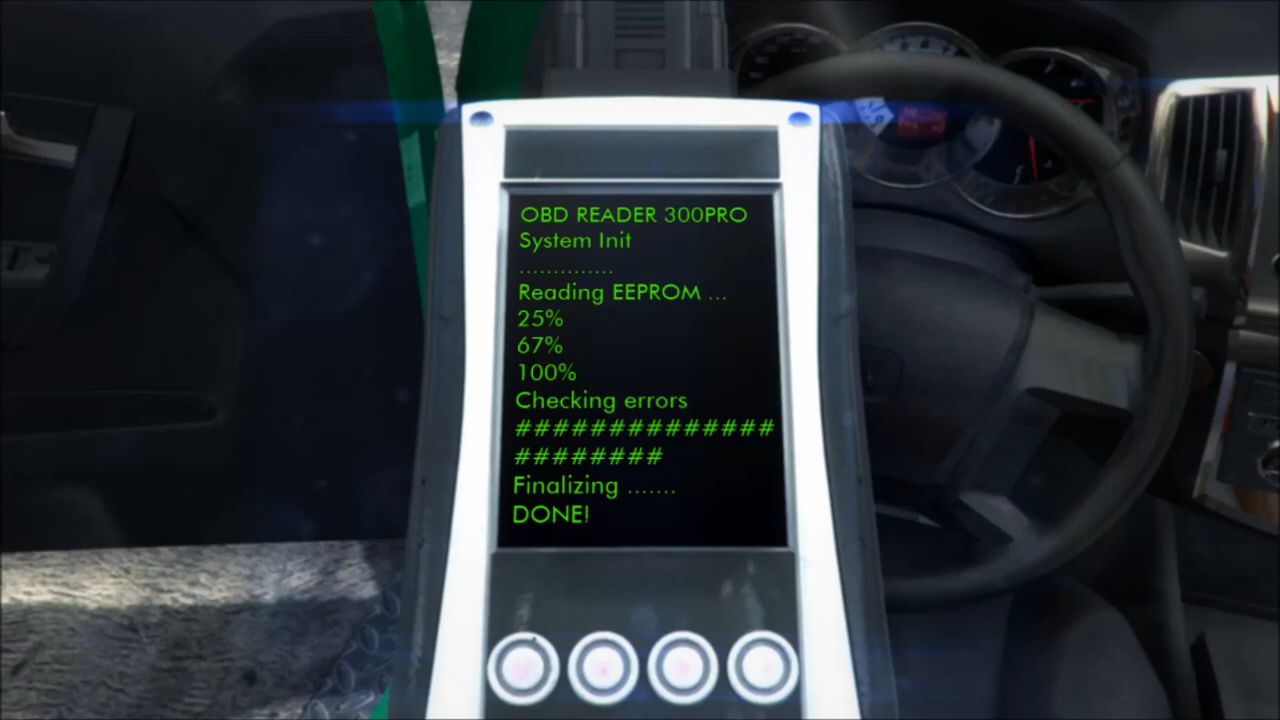 OBD READER 300PRO
System Init
..............
Reading EEPROM ...
25%
67%
100%
Checking errors
##############
########
Finalizing .......
DONE!